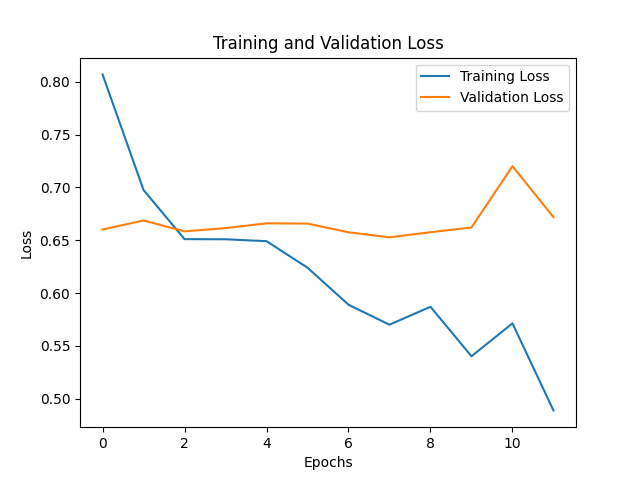 Training and Validation Loss
Training Loss
Validation Loss
0.80
0.75
0.70
0.65
0.60
0.55
0.50
Loss
0 2 4 6 8 10
Epochs